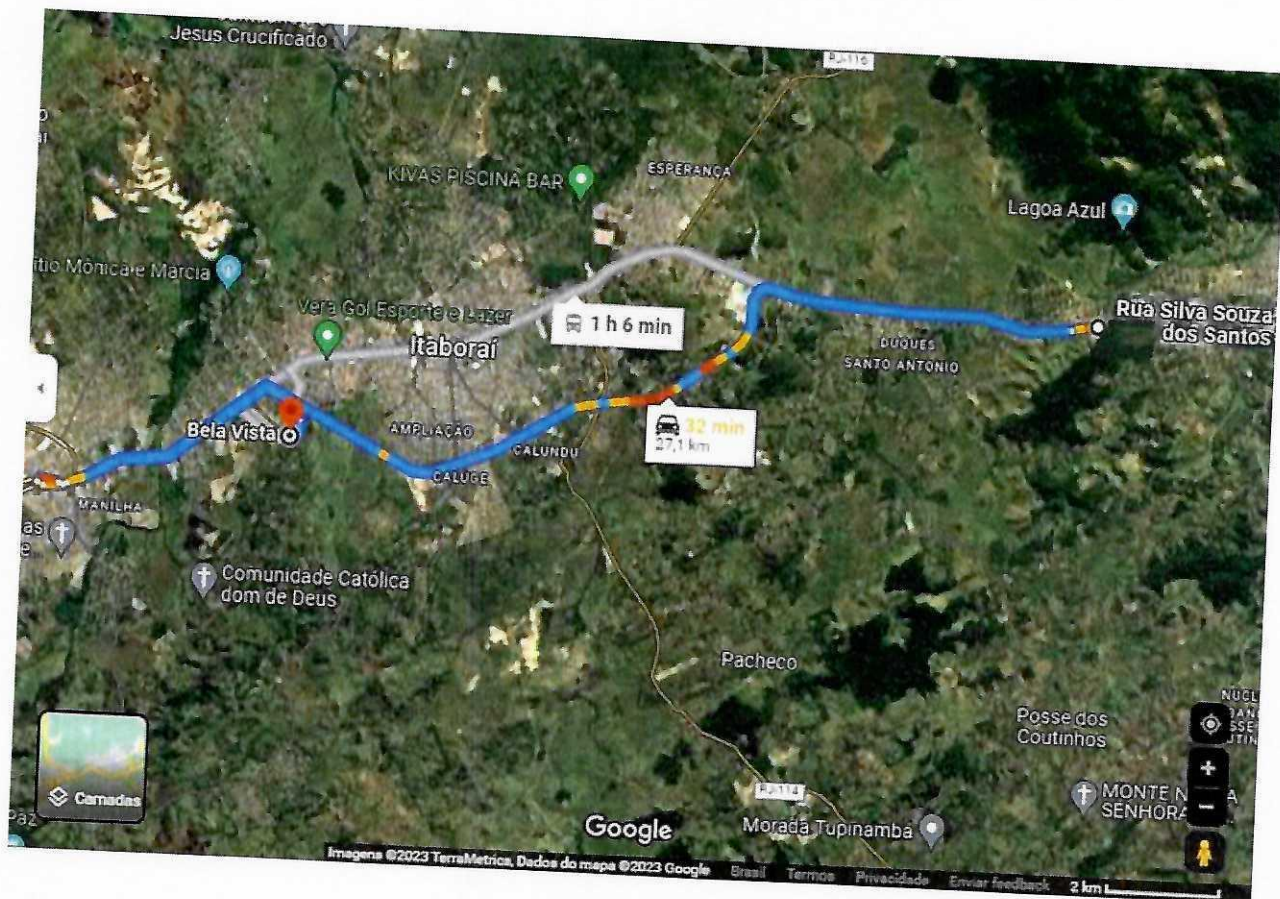 Jesus Crucificado
RJ-116
KIVAS PISCINA BAR
ESPERANÇA
Lagoa Azul
itio Mônica e Marcia
Vera Gol Esporte e Lazer
1 h 6 min
Itaboraí
Rua Silva Souza
dos Santos
DUQUES
SANTO ANTONIO
Bela Vista
AMPLIAÇÃO
32 min
27,1 km
CALUNDU
CALUGE
MANILHA
as
e...
Comunidade Católica
dom de Deus
Pacheco
Posse dos
Coutinhos
NÚCL
Camadas
RJ-114
MONTE N
SENHORA
Paz
Google
Morada Tupinambá
Imagens ©2023 TerraMetrics, Dados do mapa ©2023 Google
Brasil
Termos
Privacidade
Enviar feedback
2 km